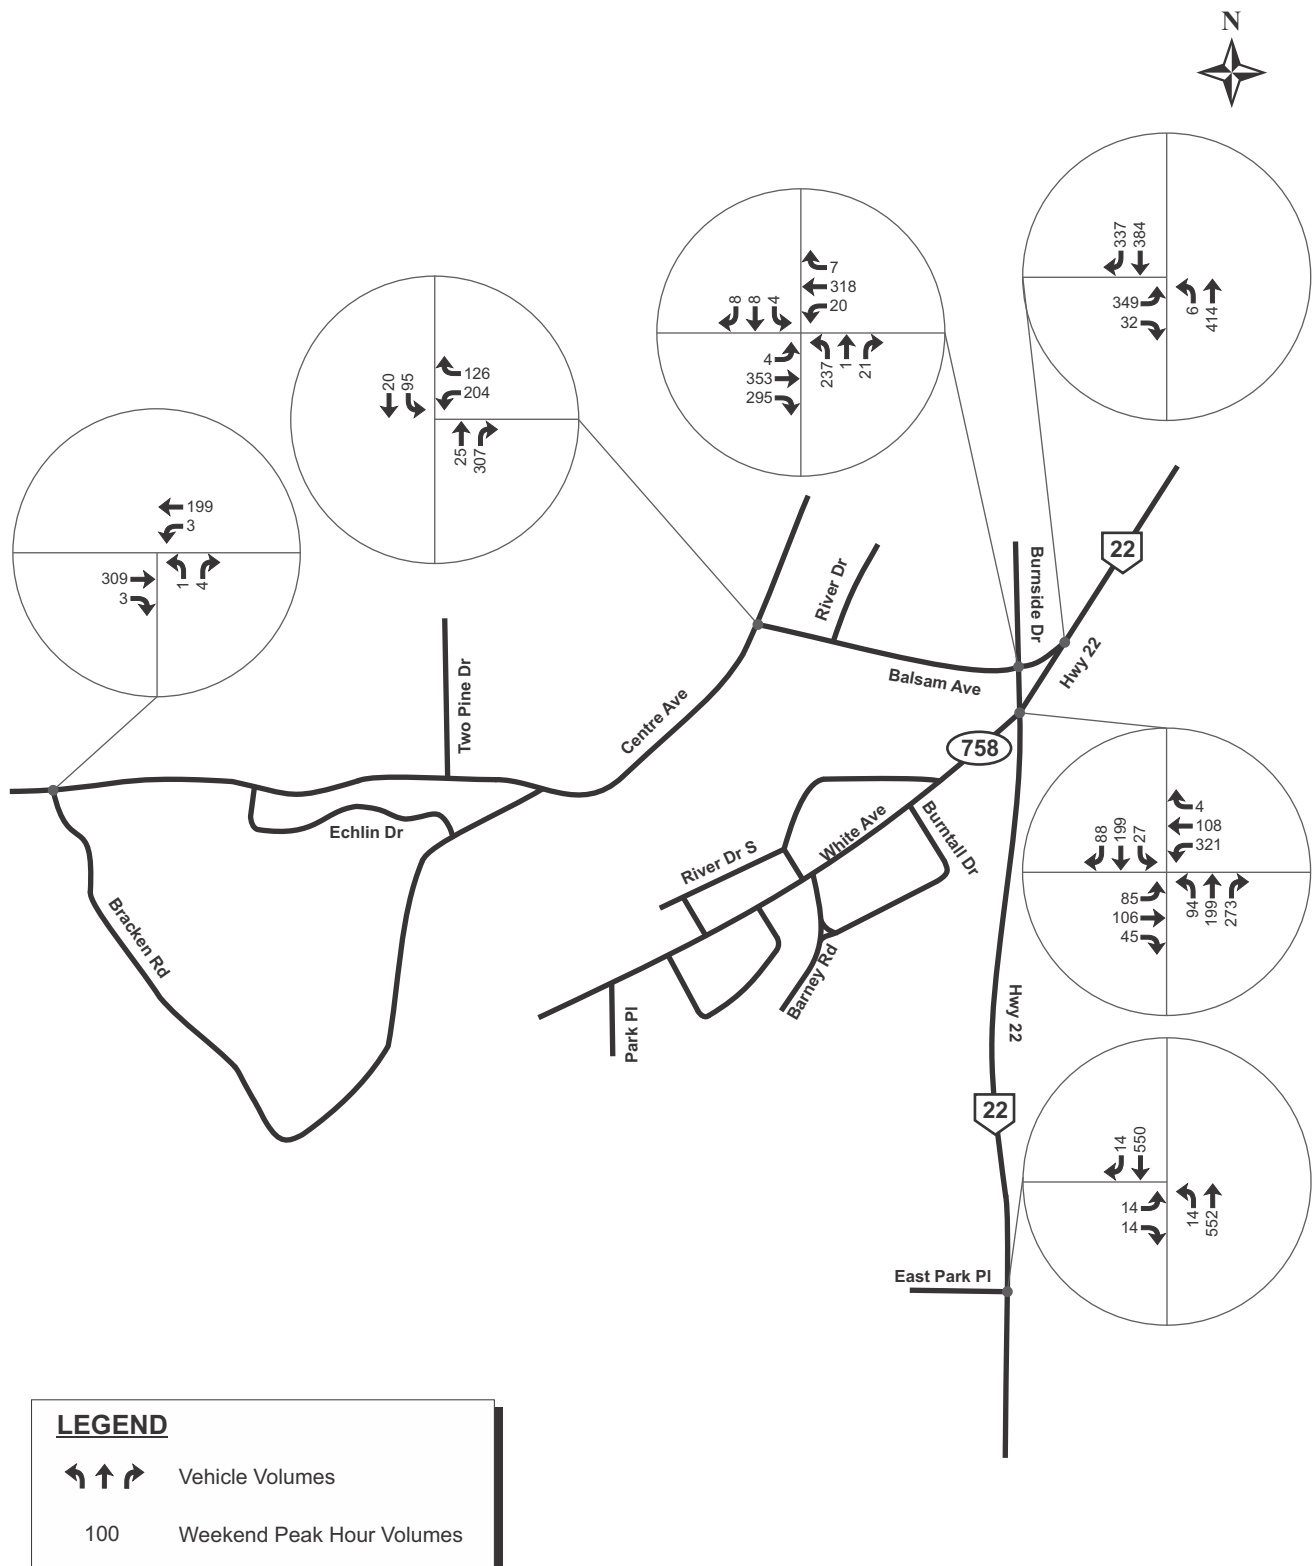 N
337
384
349
32
6
414
7
318
20
8
8
4
4
353
295
237
1
21
20
95
126
204
25
307
199
3
309
3
1
4
22
River Dr
Burnside Dr
Hwy 22
Balsam Ave
Two Pine Dr
Centre Ave
758
Echlin Dr
White Ave
Burntall Dr
River Dr S
Bracken Rd
Barney Rd
Park Pl
Hwy 22
88
199
27
4
108
321
85
106
45
94
199
273
22
14
550
14
14
14
552
East Park Pl
LEGEND
Vehicle Volumes
100 Weekend Peak Hour Volumes